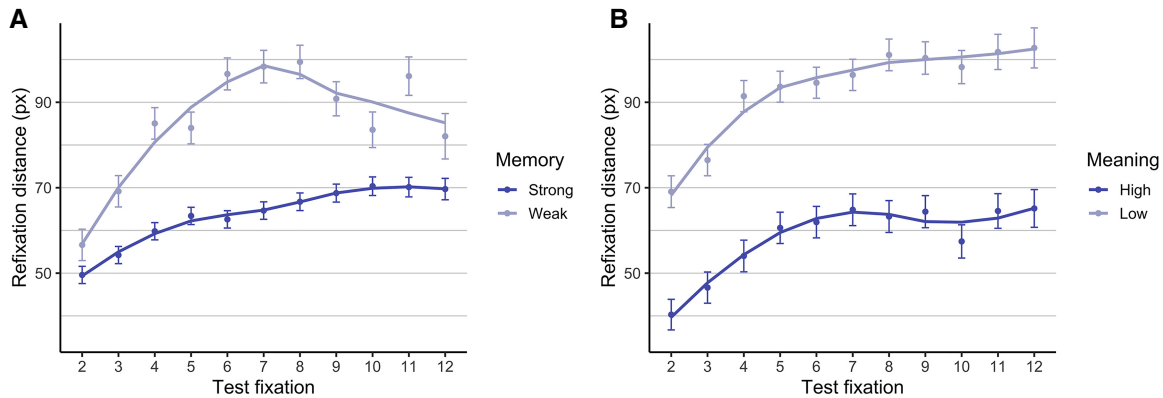 A
Refixation distance (px)
90
70
50
2 3 4 5 6 7 8 9 10 11 12
Test fixation
Memory
Strong
Weak
B
Refixation distance (px)
90
70
50
2 3 4 5 6 7 8 9 10 11 12
Test fixation
Meaning
High
Low